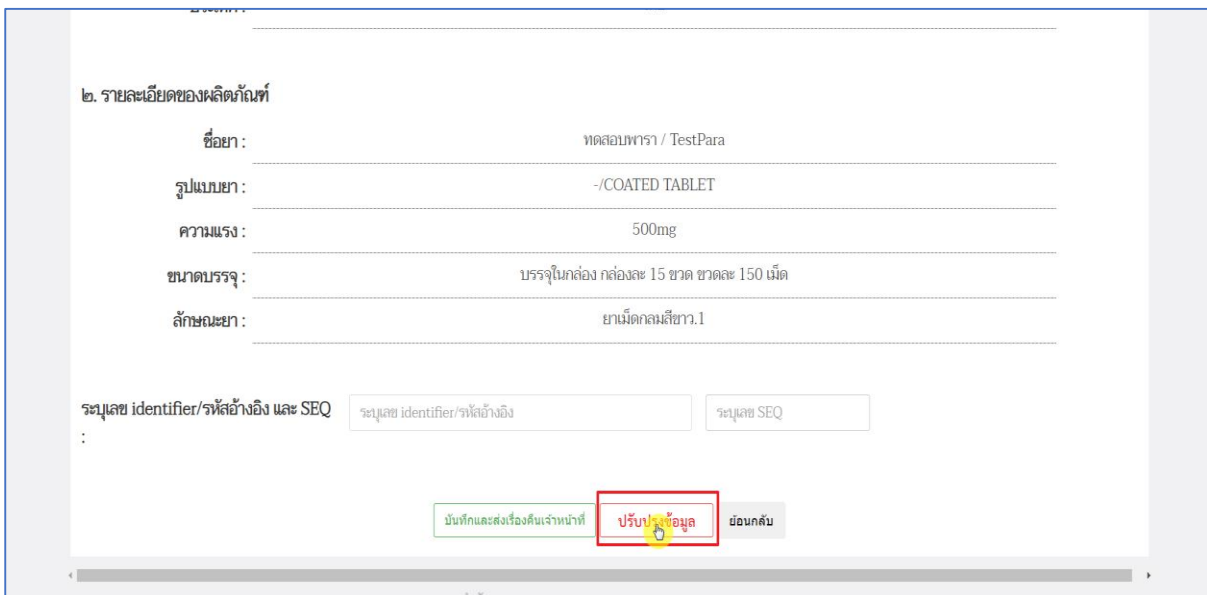 ๒. รายละเอียดของผลิตภัณฑ์
ชื่อยา : ทดสอบพารา / TestPara
รูปแบบยา : -/COATED TABLET
ความแรง : 500mg
ขนาดบรรจุ : บรรจุในกล่อง กล่องละ 15 ขวด ขวดละ 150 เม็ด
ลักษณะยา : ยาเม็ดกลมสีขาว.1
ระบุเลข identifier/รหัสอ้างอิง และ SEQ ระบุเลข identifier/รหัสอ้างอิง ระบุเลข SEQ
:
บันทึกและส่งเรื่องคืนเจ้าหน้าที่ ปรับปรุงข้อมูล ย้อนกลับ